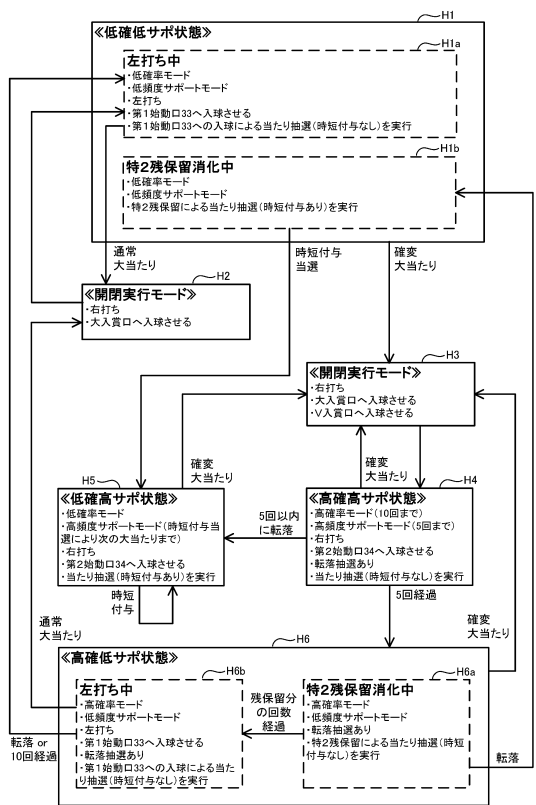 H1
≪低確低サポ状態≫
H1a
左打ち中
・低確率モード
・低頻度サポートモード
・左打ち
・第1始動口33へ入球させる
・第1始動口33への入球による当たり抽選(時短付与なし)を実行
H1b
特2残保留消化中
・低確率モード
・低頻度サポートモード
・特2残保留による当たり抽選(時短付与あり)を実行
通常
大当たり
時短付与
当選
確変
大当たり
H2
≪開閉実行モード≫
・右打ち
・大入賞口へ入球させる
H3
≪開閉実行モード≫
・右打ち
・大入賞口へ入球させる
・V入賞口へ入球させる
確変
大当たり
確変
大当たり
H5
≪低確高サポ状態≫
・低確率モード
・高頻度サポートモード(時短付与当
選により次の大当たりまで)
・右打ち
・第2始動口34へ入球させる
・当たり抽選(時短付与あり)を実行
5回以内
に転落
H4
≪高確高サポ状態≫
・高確率モード(10回まで)
・高頻度サポートモード(5回まで)
・右打ち
・第2始動口34へ入球させる
・転落抽選あり
・当たり抽選(時短付与なし)を実行
時短
付与
5回経過
通常
大当たり
確変
大当たり
H6
≪高確低サポ状態≫
H6b
左打ち中
・高確率モード
・低頻度サポートモード
・左打ち
・第1始動口33へ入球させる
・転落抽選あり
・第1始動口33への入球による当た
り抽選(時短付与なし)を実行
残保留分
の回数
経過
H6a
特2残保留消化中
・高確率モード
・低頻度サポートモード
・転落抽選あり
・特2残保留による当たり抽選(時短
付与なし)を実行
転落 or
10回経過
転落